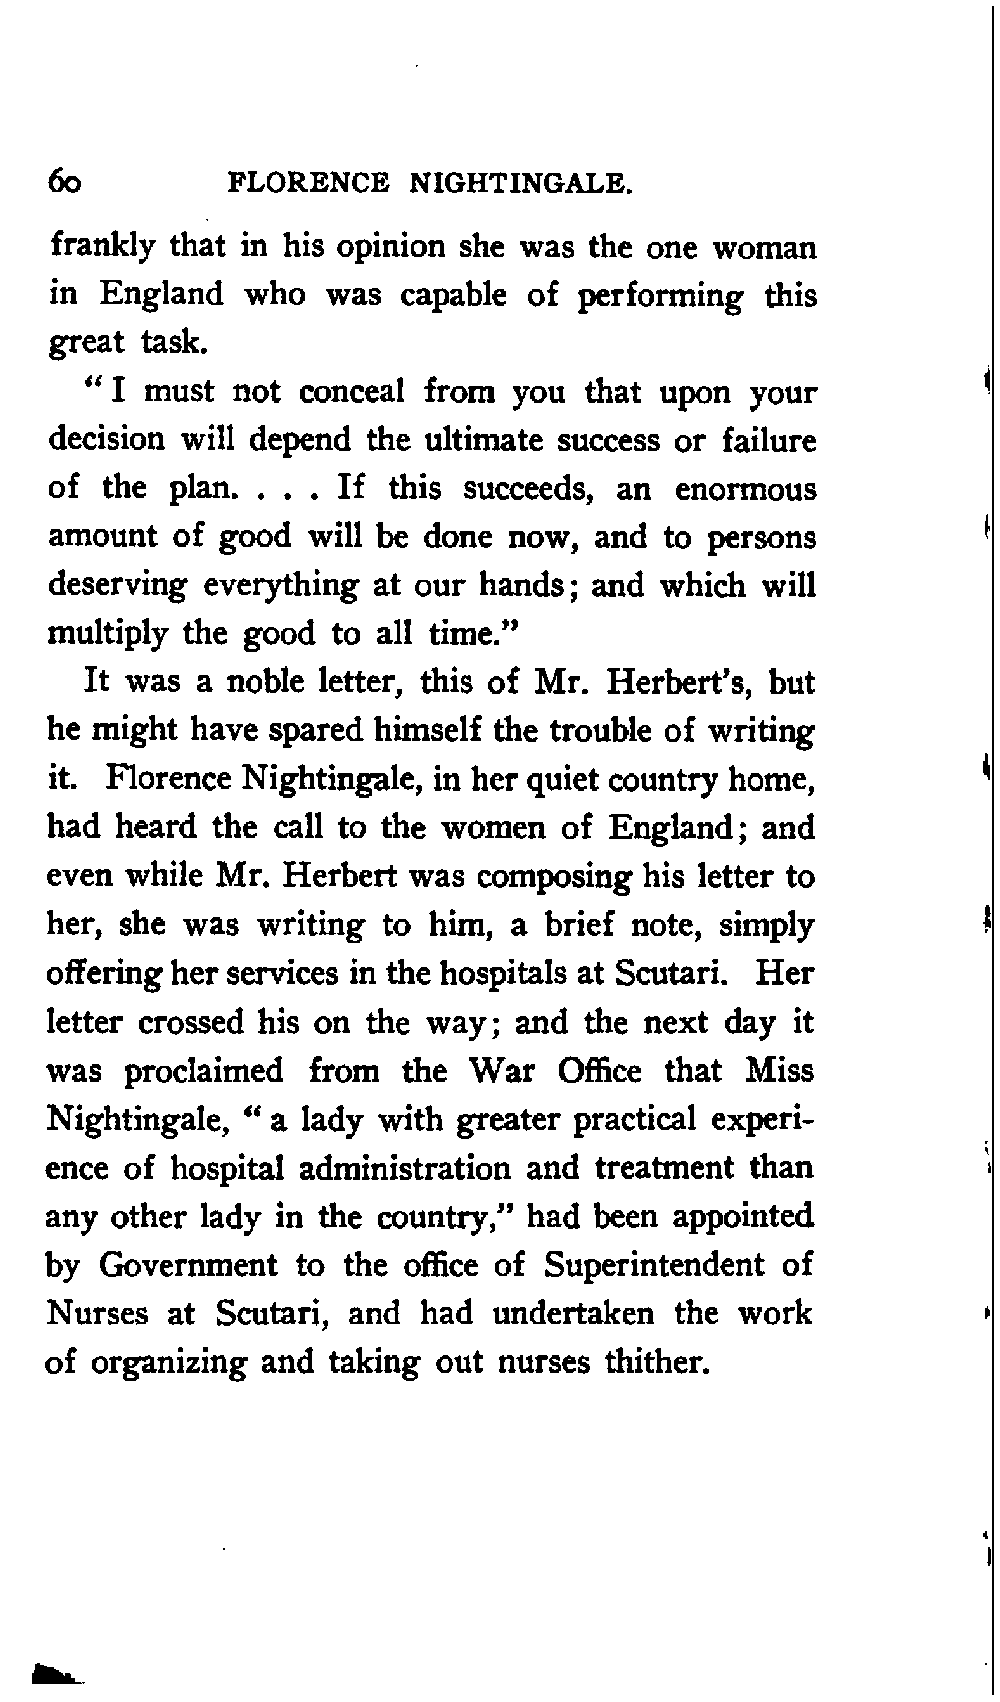 60 FLORENCE NIGHTINGALE.
frankly that in his opinion she was the one woman
in England who was capable of performing this
great task.
“ I must not conceal from you that upon your
decision will depend the ultimate success or failure
of the plan. . . . If this succeeds, an enormous
amount of good will be done now, and to persons
deserving everything at our hands; and which will
multiply the good to all time.”
It was a noble letter, this of Mr. Herbert’s, but
he might have spared himself the trouble of writing
it. Florence Nightingale, in her quiet country home,
had heard the call to the women of England; and
even while Mr. Herbert was composing his letter to
her, she was writing to him, a brief note, simply
offering her services in the hospitals at Scutari. Her
letter crossed his on the way; and the next day it
was proclaimed from the War Office that Miss
Nightingale, “ a lady with greater practical experi-
ence of hospital administration and treatment than
any other lady in the country,” had been appointed
by Government to the office of Superintendent of
Nurses at Scutari, and had undertaken the work
of organizing and taking out nurses thither.